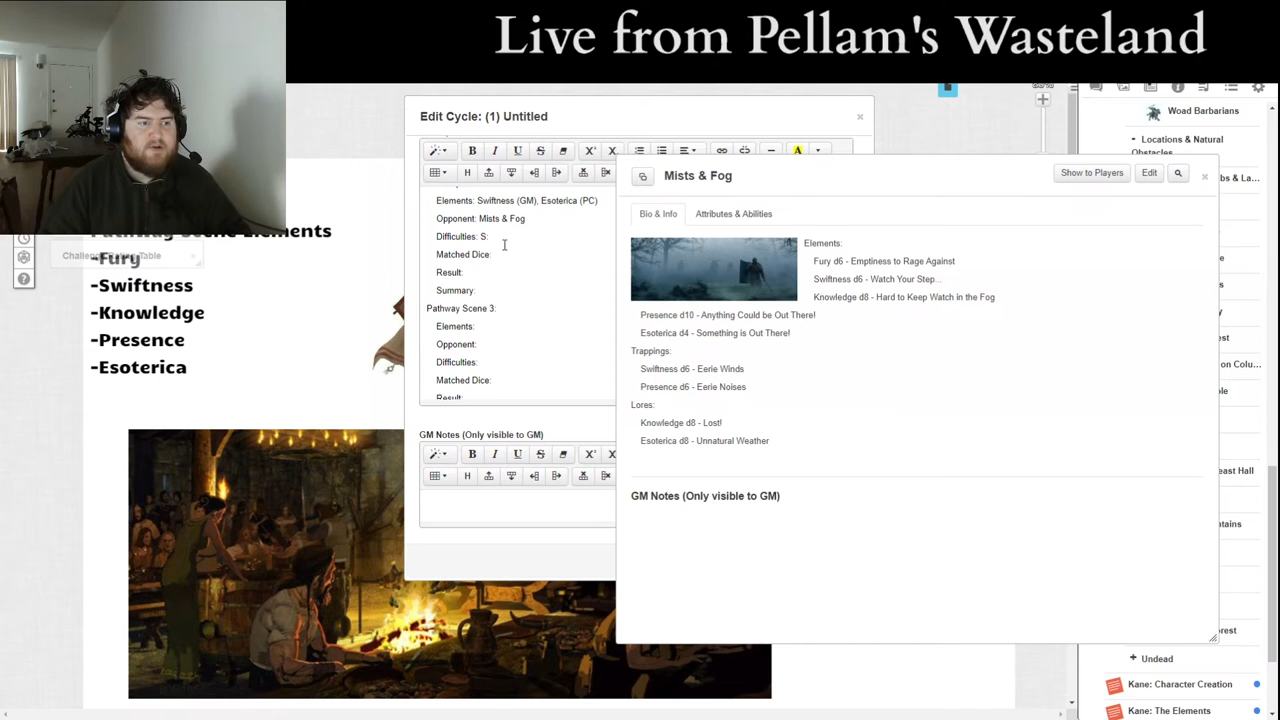 Live from Pellam's Wasteland
-Fury
-Swiftness
-Knowledge
-Presence
-Esoterica
Edit Cycle: (1) Untitled
Elements: Swiftness (GM), Esoterica (PC)
Opponent: Mists & Fog
Difficulties: S:
Matched Dice:
Result:
Summary:
Pathway Scene 3:
Elements:
Opponent:
Difficulties:
Matched Dice:
Result:
GM Notes (Only visible to GM)
Mists & Fog
Show to Players
Edit
Bio & Info
Attributes & Abilities
Elements:
Fury d6 - Emptiness to Rage Against
Swiftness d6 - Watch Your Step...
Knowledge d8 - Hard to Keep Watch in the Fog
Presence d10 - Anything Could be Out There!
Esoterica d4 - Something is Out There!
Trappings:
Swiftness d6 - Eerie Winds
Presence d6 - Eerie Noises
Lores:
Knowledge d8 - Lost!
Esoterica d8 - Unnatural Weather
GM Notes (Only visible to GM)
Woad Barbarians
Locations & Natural
Obstacles
Undead
Kane: Character Creation
Kane: The Elements